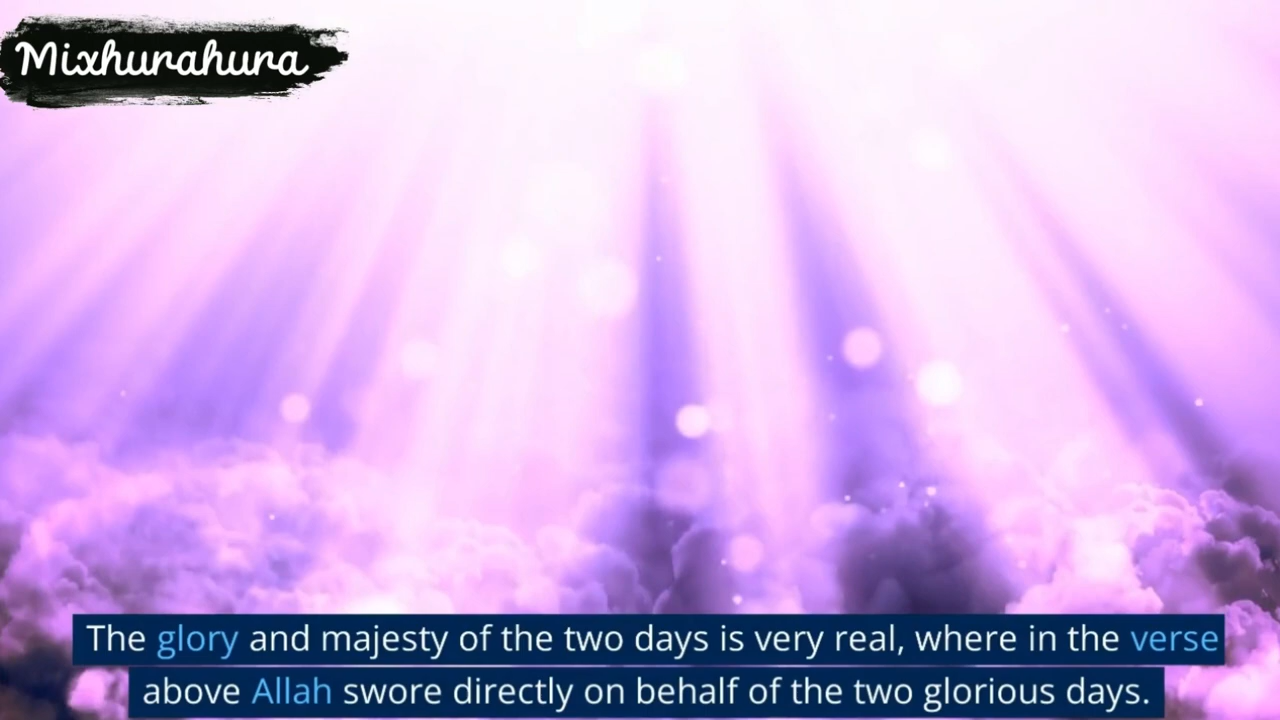 Mixhurahura
The glory and majesty of the two days is very real, where in the verse
above Allah swore directly on behalf of the two glorious days.